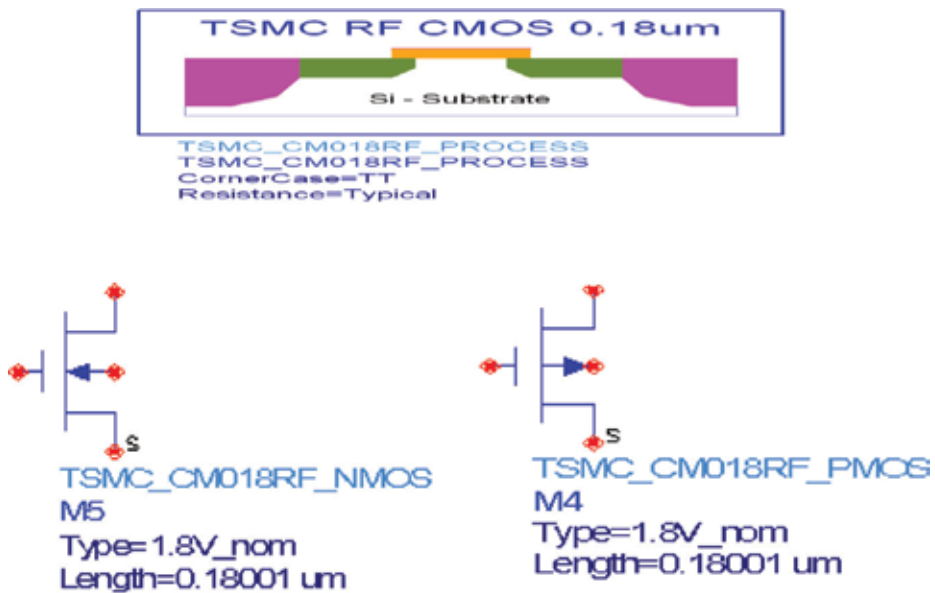 TSMC RF CMOS 0.18um
Si - Substrate
TSMC_CM018RF_PROCESS
TSMC_CM018RF_PROCESS
CornerCase=TT
Resistance=Typical
S
TSMC_CM018RF_NMOS
M5
Type=1.8V_nom
Length=0.18001 um
S
TSMC_CM018RF_PMOS
M4
Type=1.8V_nom
Length=0.18001 um